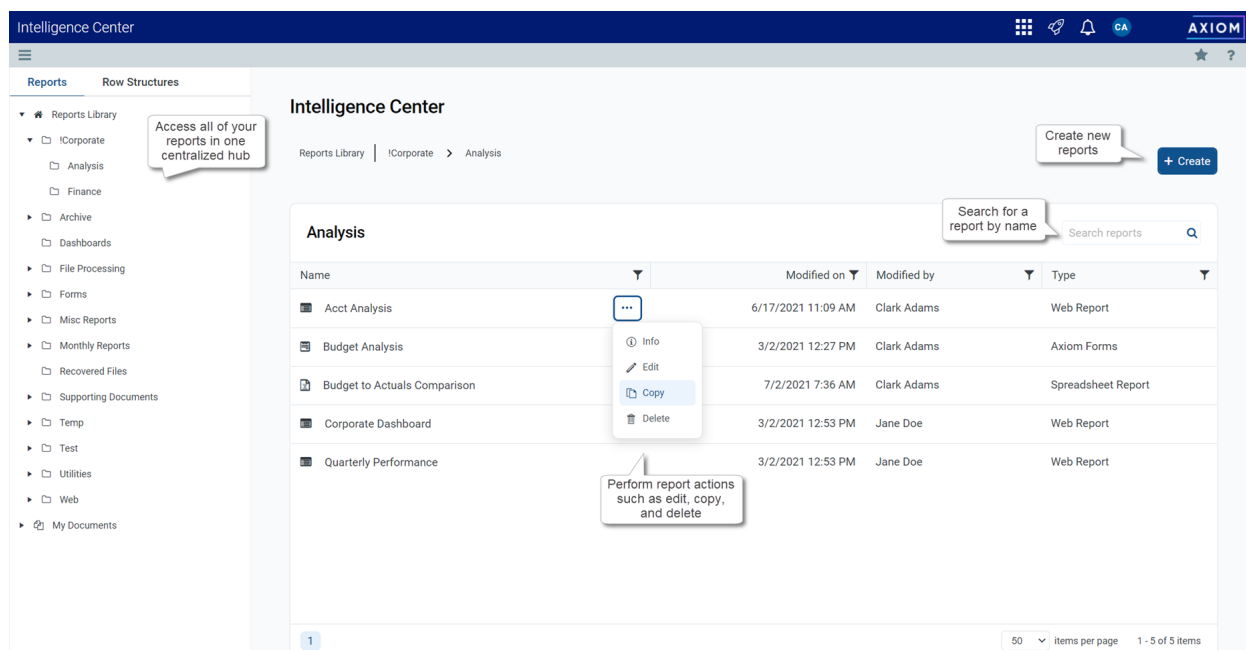 Intelligence Center
CA
AXIOM
?
Reports Row Structures
Reports Library
!Corporate
Analysis
Finance
Archive
Dashboards
File Processing
Forms
Misc Reports
Monthly Reports
Recovered Files
Supporting Documents
Temp
Test
Utilities
Web
My Documents
Access all of your
reports in one
centralized hub
Intelligence Center
Reports Library !Corporate > Analysis
Create new
reports
+ Create
Analysis
Search for a
report by name
Search reports
Name Modified on Modified by Type
Acct Analysis ... 6/17/2021 11:09 AM Clark Adams Web Report
Budget Analysis 3/2/2021 12:27 PM Clark Adams Axiom Forms
Budget to Actuals Comparison 7/2/2021 7:36 AM Clark Adams Spreadsheet Report
Corporate Dashboard 3/2/2021 12:53 PM Jane Doe Web Report
Quarterly Performance 3/2/2021 12:53 PM Jane Doe Web Report
Info
Edit
Copy
Delete
Perform report actions
such as edit, copy,
and delete
1 50 items per page 1 - 5 of 5 items